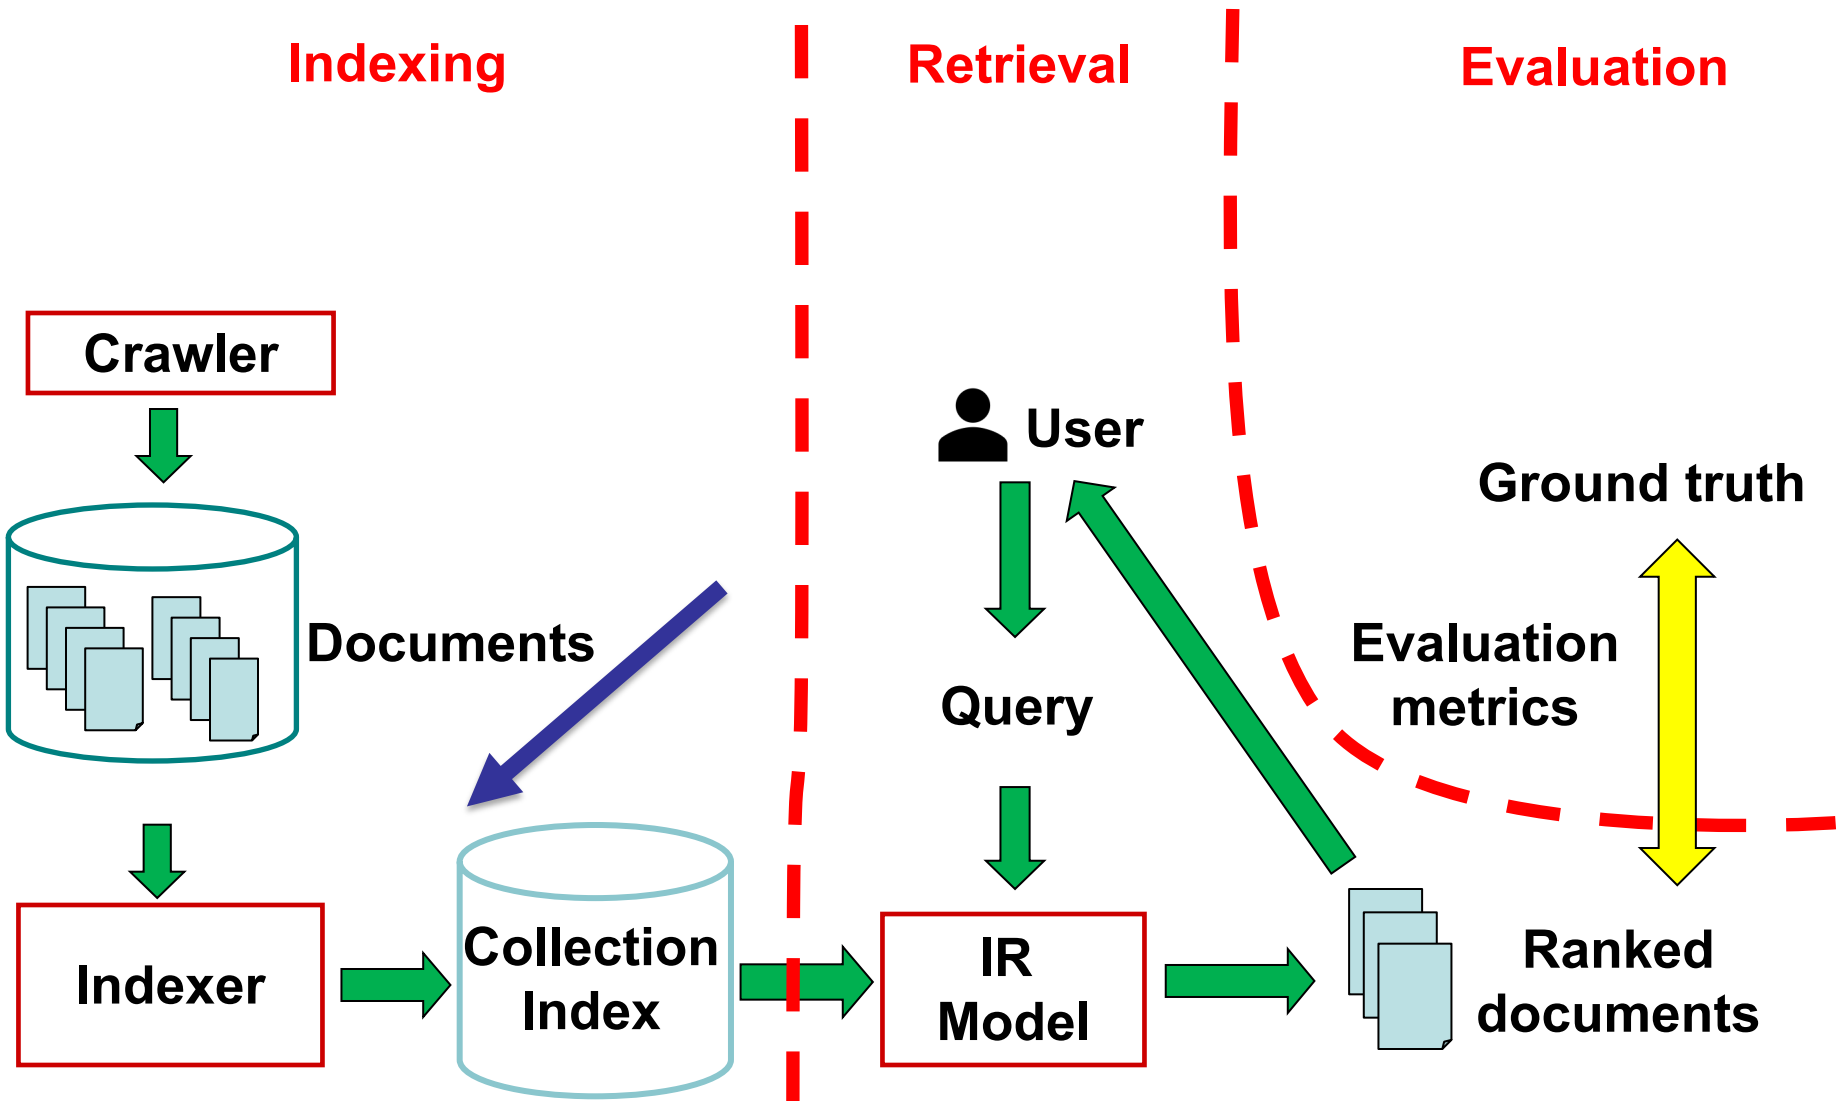 Indexing
Retrieval
Evaluation
Crawler
Documents
Indexer
Collection
Index
User
Query
IR
Model
Ground truth
Evaluation
metrics
Ranked
documents